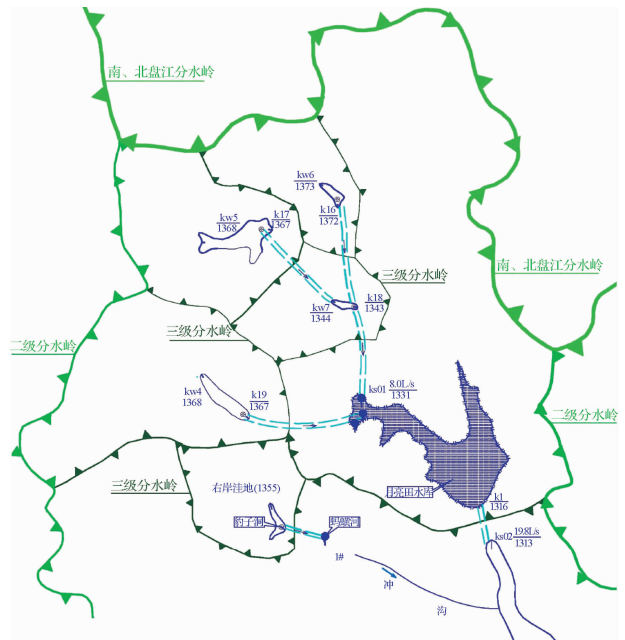 南、北盘江分水岭
kw6
1373
k16
1372
kw5
1368
k17
1367
南、北盘江分水岭
三级分水岭
kw7
1344
k18
1343
三级分水岭
二级分水岭
kw4
1368
k19
1367
ks01 8.0L/s
1331
二级分水岭
三级分水岭
右岸洼地(1355)
月亮田水库
k1
1316
豹子洞
ks02 19.8L/s
1313
1#
冲
沟